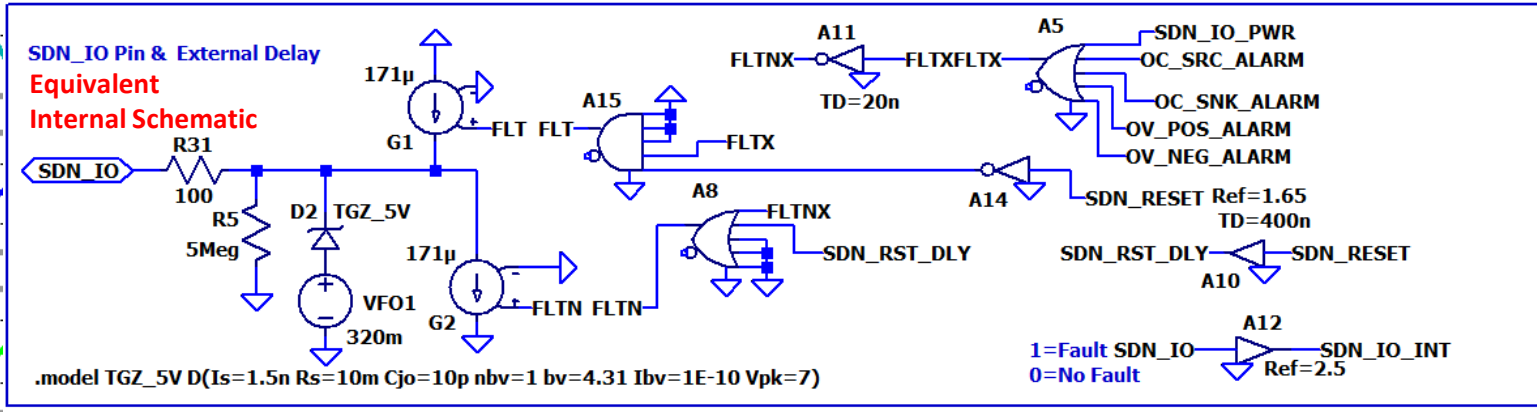 SDN_IO Pin & External Delay
Equivalent
Internal Schematic
R31
SDN_IO
100
R5
5Meg
D2
TGZ_5V
VFO1
320m
171µ
G1
FLT
FLT
A15
FLTX
171µ
G2
FLTN
FLTN
A8
FLTNX
SDN_RST_DLY
A11
FLTNX
FLTXFLTX
TD=20n
A5
SDN_IO_PWR
OC_SRC_ALARM
OC_SNK_ALARM
OV_POS_ALARM
OV_NEG_ALARM
A14
SDN_RESET
Ref=1.65
TD=400n
SDN_RST_DLY
SDN_RESET
A10
A12
1=Fault
SDN_IO
SDN_IO_INT
0=No Fault
Ref=2.5
.model TGZ_5V D(Is=1.5n Rs=10m Cjo=10p nbv=1 bv=4.31 Ibv=1E-10 Vpk=7)